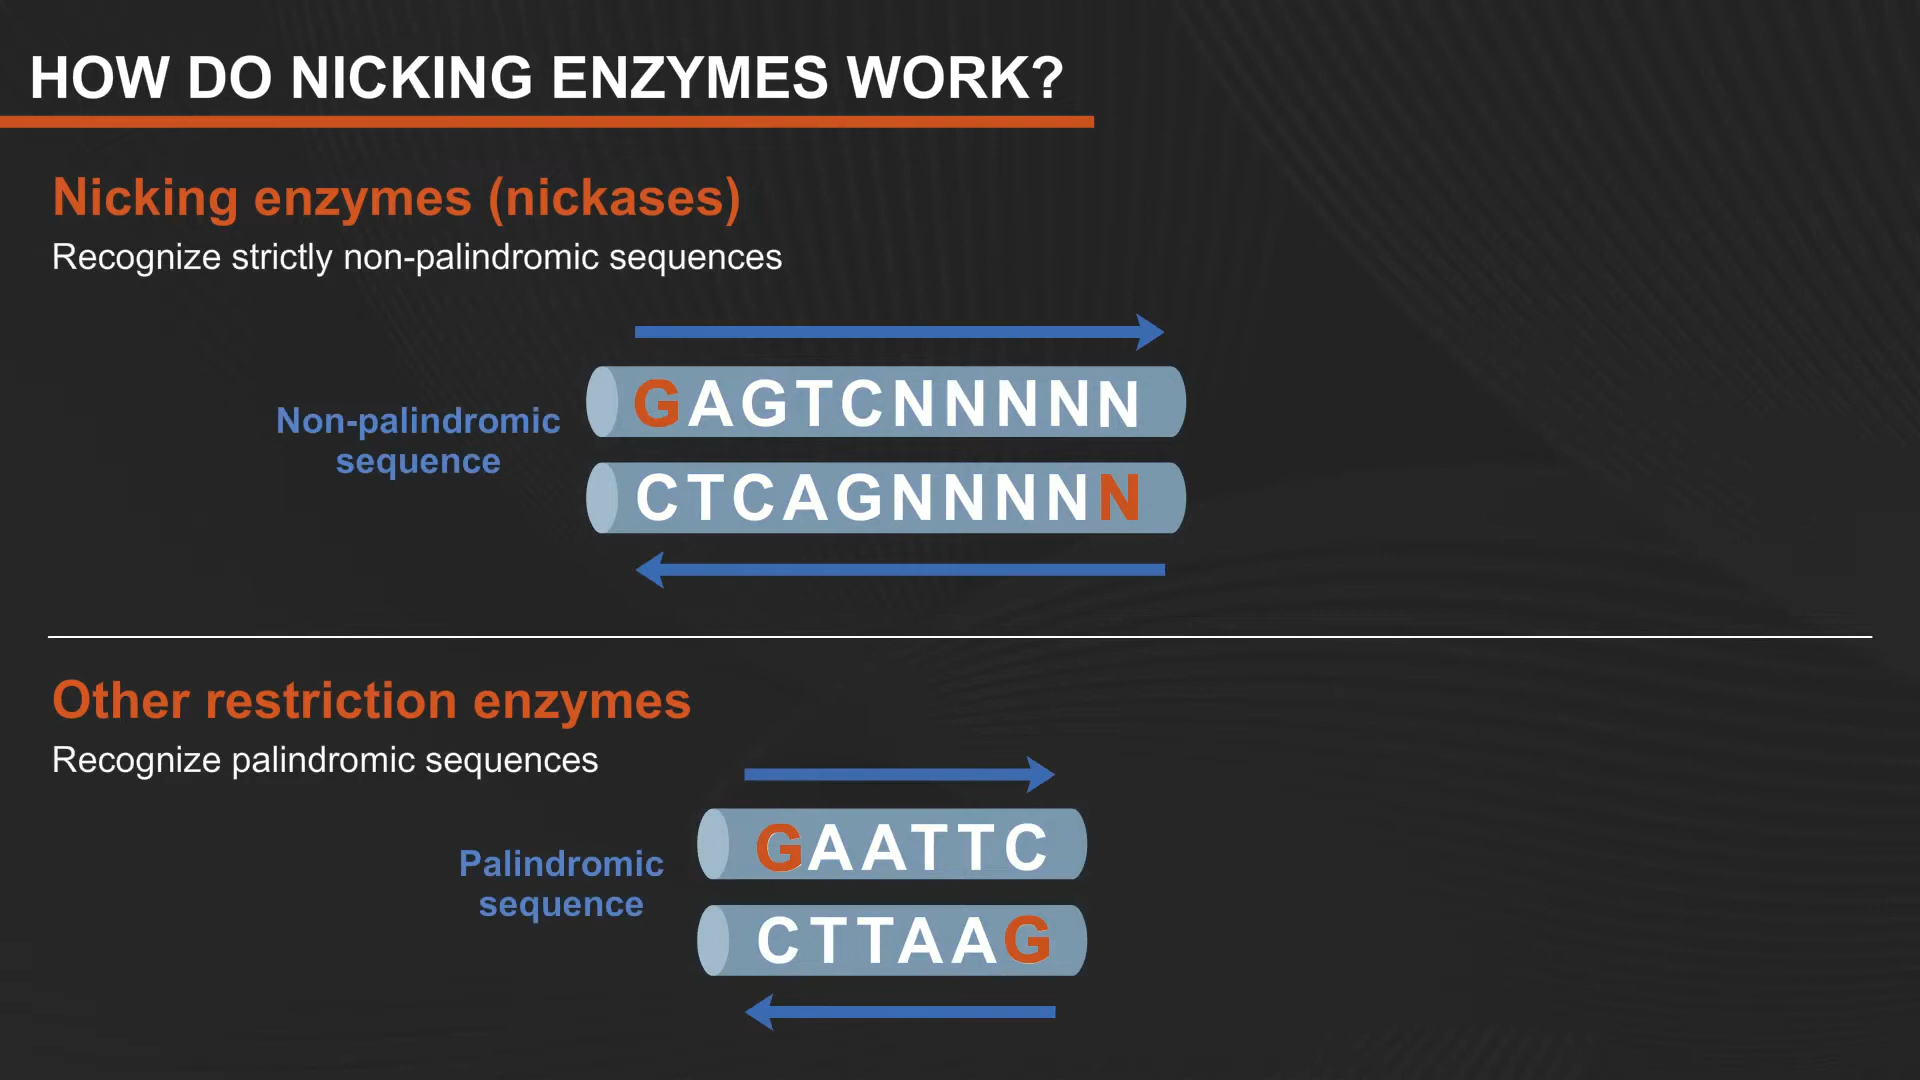 HOW DO NICKING ENZYMES WORK?
Nicking enzymes (nickases)
Recognize strictly non-palindromic sequences
Non-palindromic
sequence
GAGTCNNNNN
CTCAGNNNNN
Other restriction enzymes
Recognize palindromic sequences
Palindromic
sequence
GAATTC
CTTAAG